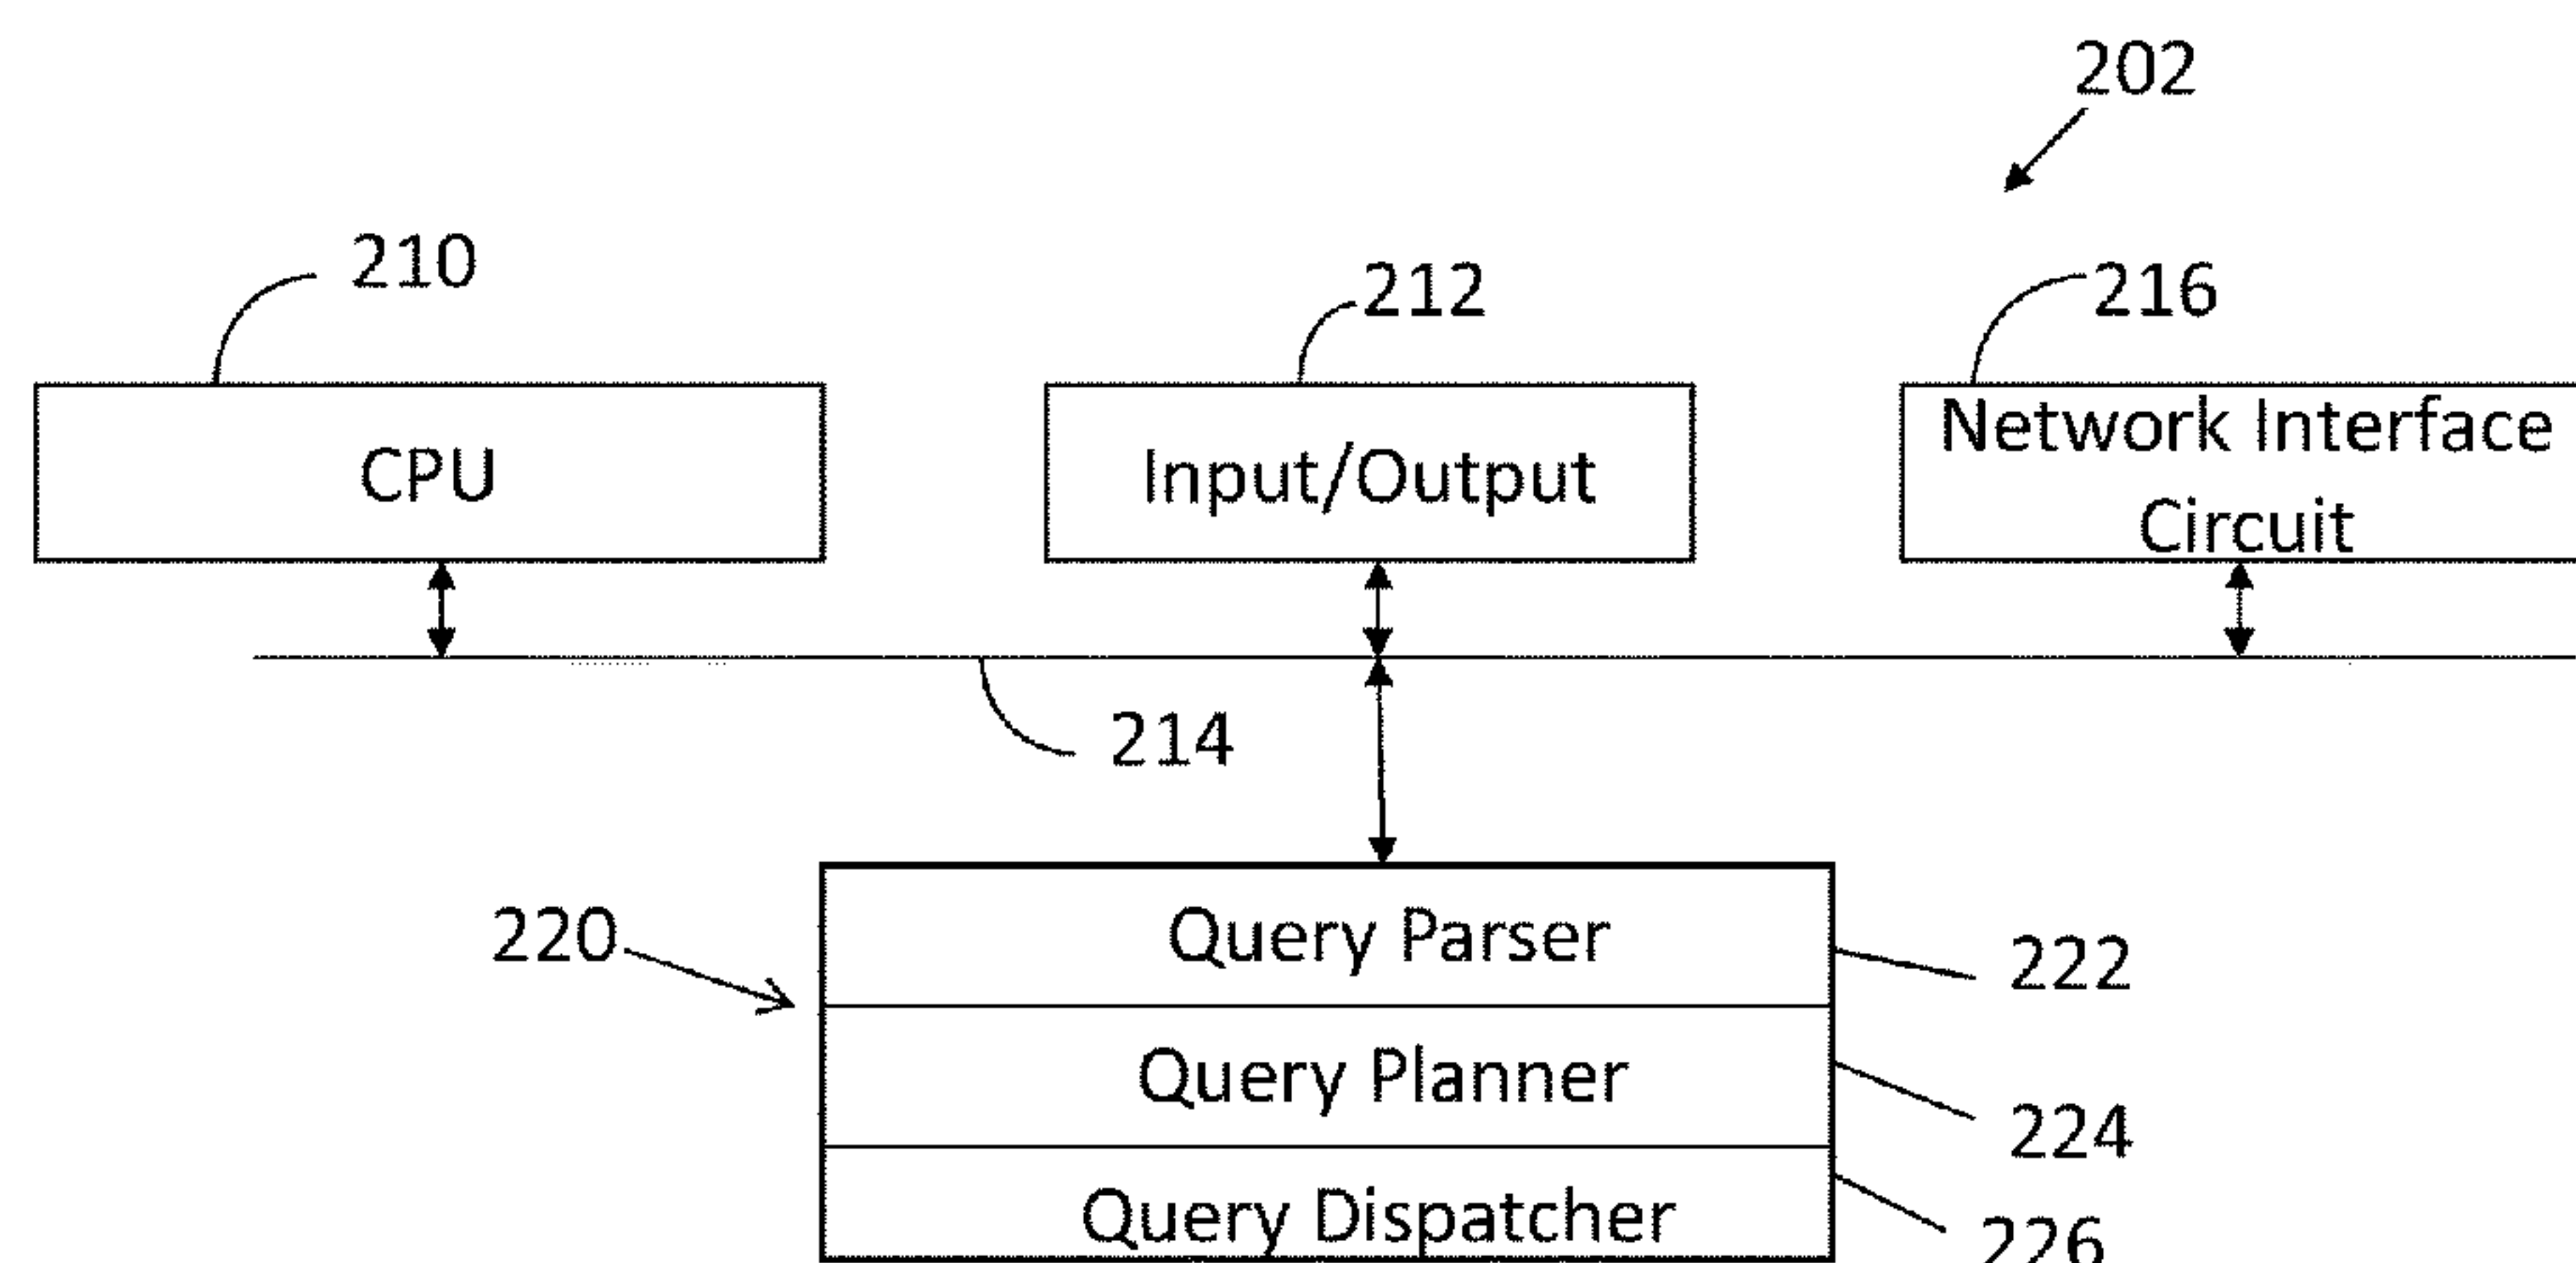 202
210
212
216
CPU
Input/Output
Network Interface
Circuit
214
220
Query Parser
222
Query Planner
224
Query Dispatcher
226